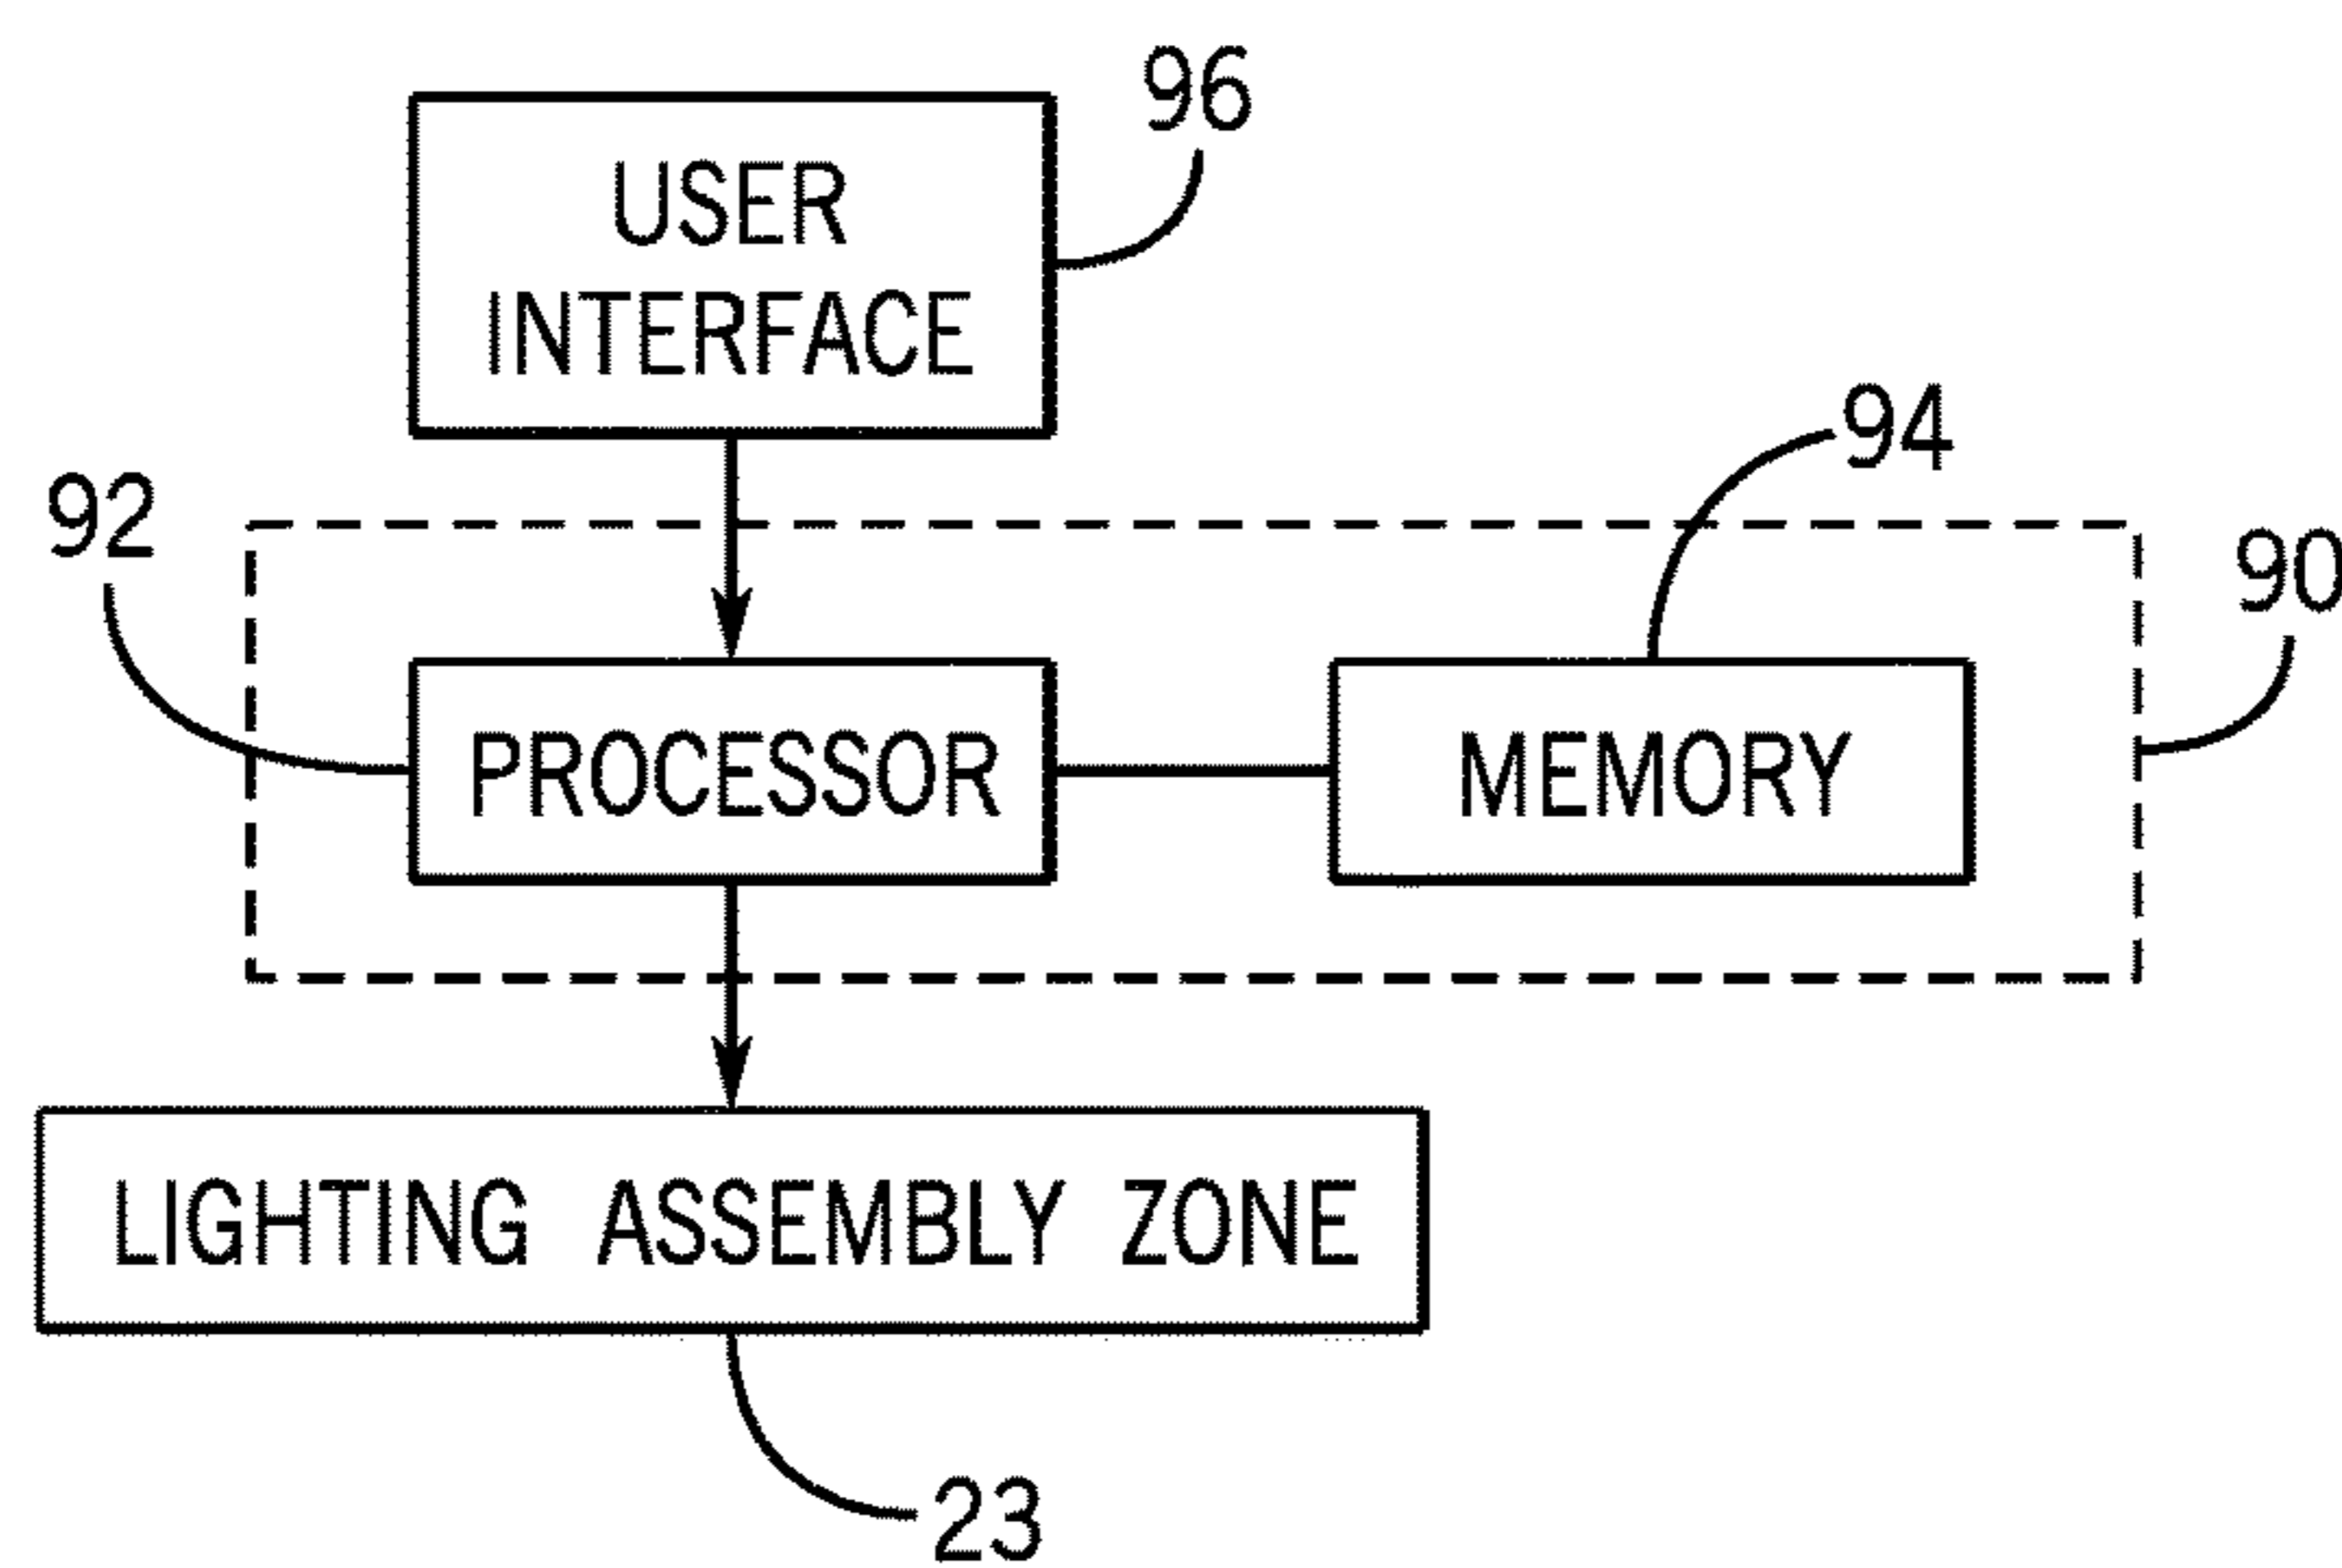 96
USER
INTERFACE
94
92
90
PROCESSOR
MEMORY
LIGHTING ASSEMBLY ZONE
23